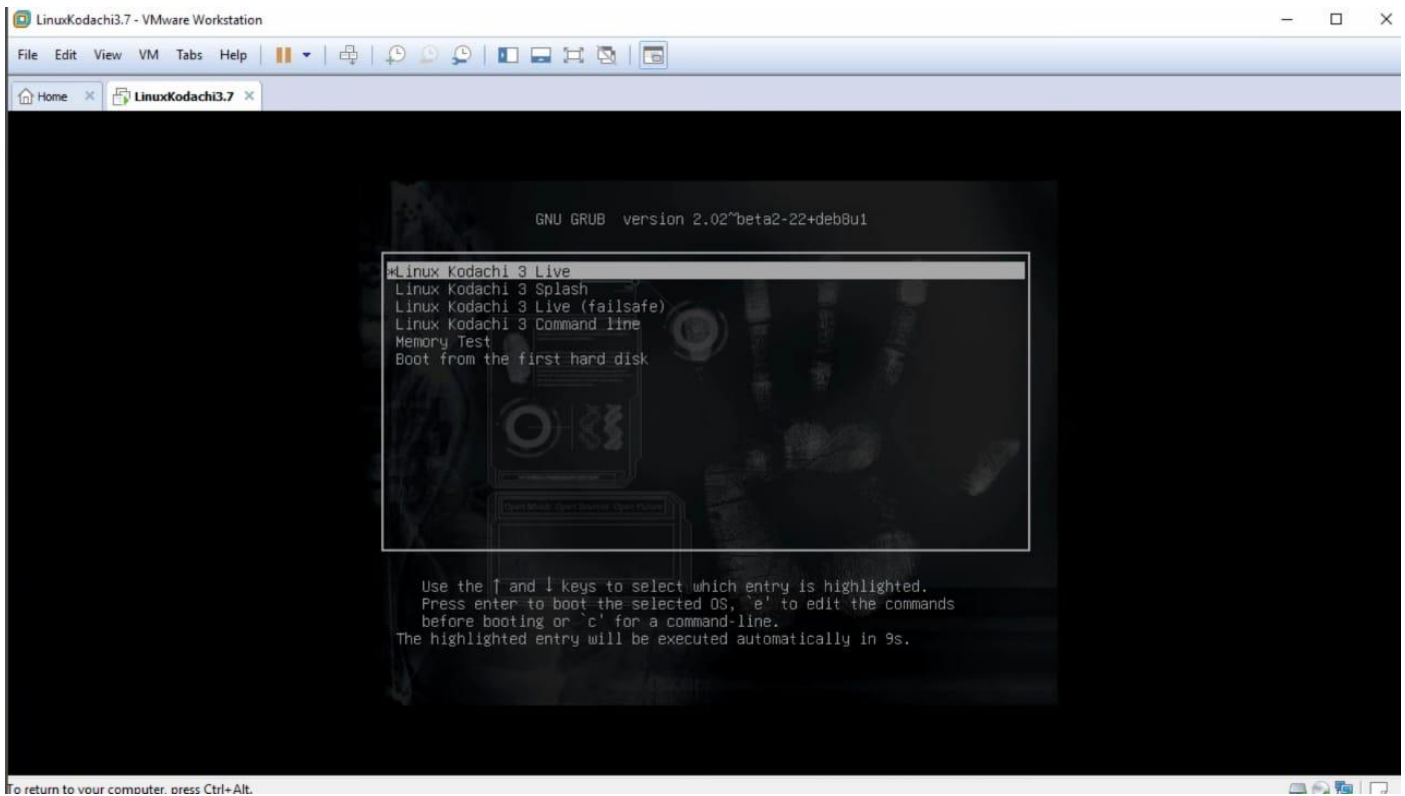 LinuxKodachi3.7 - VMware Workstation
File Edit View VM Tabs Help
Home LinuxKodachi3.7
GNU GRUB version 2.02~beta2-22+deb8u1
*Linux Kodachi 3 Live
Linux Kodachi 3 Splash
Linux Kodachi 3 Live (failsafe)
Linux Kodachi 3 Command line
Memory Test
Boot from the first hard disk
Use the ↑ and ↓ keys to select which entry is highlighted.
Press enter to boot the selected OS, `e' to edit the commands
before booting or `c' for a command-line.
The highlighted entry will be executed automatically in 9s.
To return to your computer, press Ctrl+Alt.